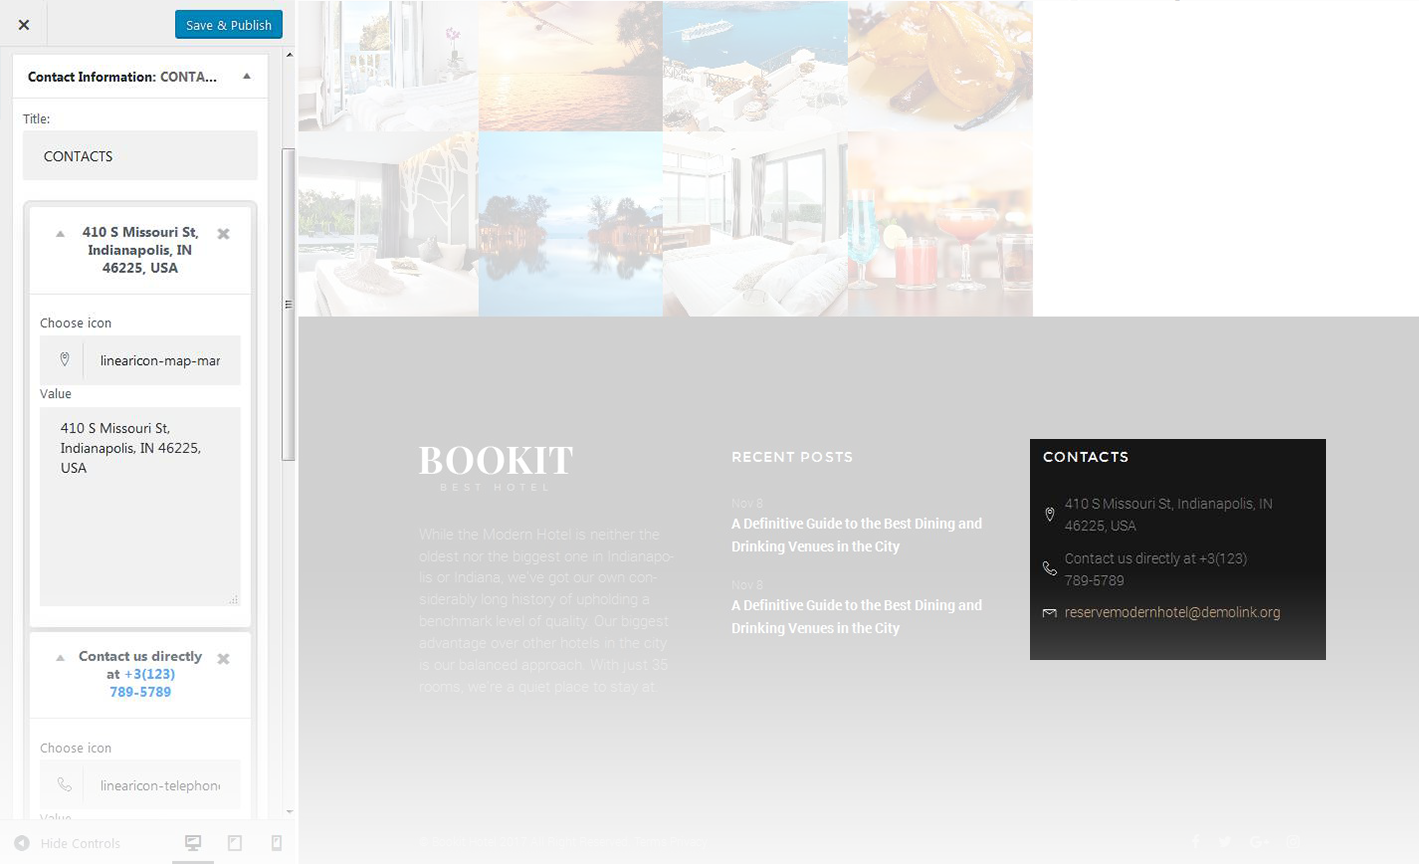 Save & Publish
Contact Information: CONTA...
Title:
CONTACTS
410 S Missouri St,
Indianapolis, IN
46225, USA
Choose icon
linearicon-map-mar
Value
410 S Missouri St,
Indianapolis, IN 46225,
USA
Contact us directly
at +3(123)
789-5789
Choose icon
linearicon-telephone
Value
Hide Controls
BOOKIT
BEST HOTEL
While the Modern Hotel is neither the
oldest nor the biggest one in Indianapo-
lis or Indiana, we've got our own con-
siderably long history of upholding a
benchmark level of quality. Our biggest
advantage over other hotels in the city
is our balanced approach. With just 35
rooms, we're a quiet place to stay at
RECENT POSTS
Nov 8
A Definitive Guide to the Best Dining and
Drinking Venues in the City
Nov 8
A Definitive Guide to the Best Dining and
Drinking Venues in the City
CONTACTS
410 S Missouri St, Indianapolis, IN
46225, USA
Contact us directly at +3(123)
789-5789
reservemodernhotel@demolink.org